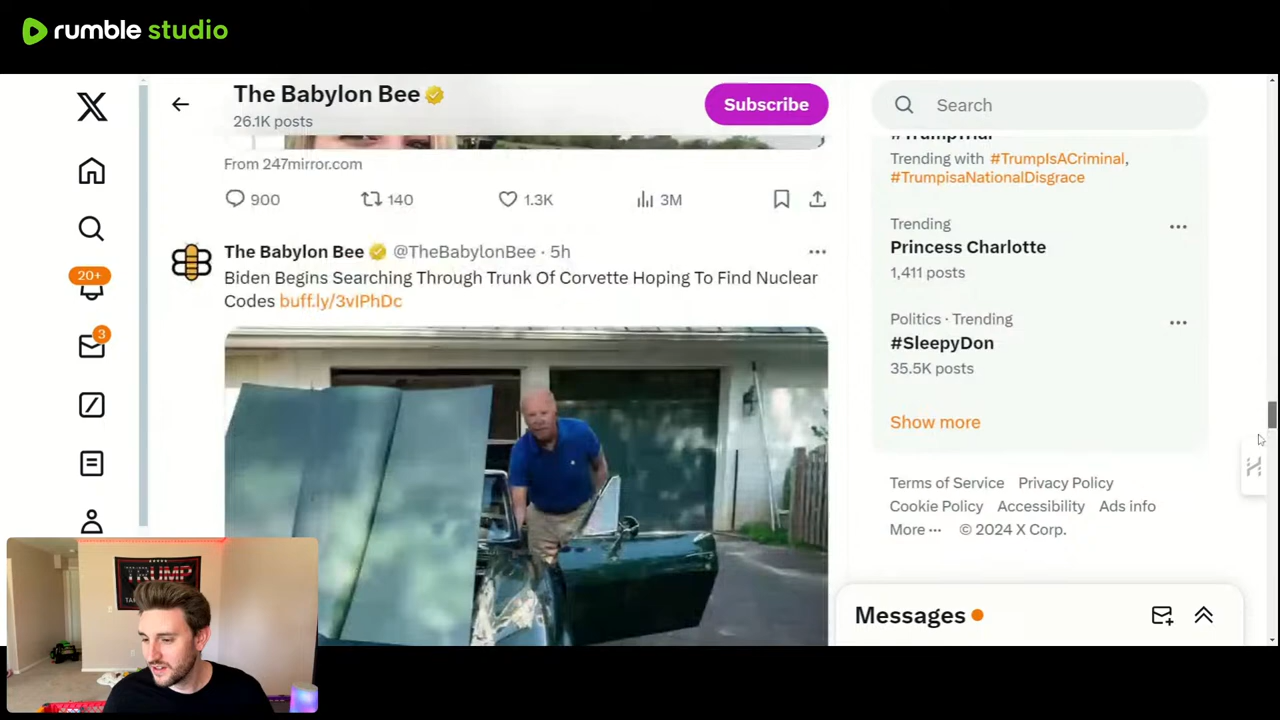 rumble studio
The Babylon Bee
26.1K posts
Subscribe
Search
From 247mirror.com
900
140
1.3K
3M
The Babylon Bee @TheBabylonBee · 5h
Biden Begins Searching Through Trunk Of Corvette Hoping To Find Nuclear
Codes buff.ly/3vIPhDc
20+
3
#TrumpTrial
Trending with #TrumpIsACriminal,
#TrumpisaNationalDisgrace
Trending
Princess Charlotte
1,411 posts
Politics · Trending
#SleepyDon
35.5K posts
Show more
Terms of Service Privacy Policy
Cookie Policy Accessibility Ads info
More ··· © 2024 X Corp.
Messages
TRUMP